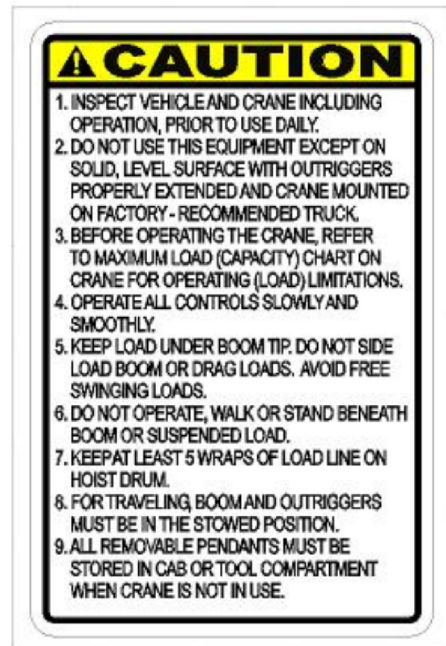 CAUTION
1. INSPECT VEHICLE AND CRANE INCLUDING
OPERATION, PRIOR TO USE DAILY.
2. DO NOT USE THIS EQUIPMENT EXCEPT ON
SOLID, LEVEL SURFACE WITH OUTRIGGERS
PROPERLY EXTENDED AND CRANE MOUNTED
ON FACTORY - RECOMMENDED TRUCK.
3. BEFORE OPERATING THE CRANE, REFER
TO MAXIMUM LOAD (CAPACITY) CHART ON
CRANE FOR OPERATING (LOAD) LIMITATIONS.
4. OPERATE ALL CONTROLS SLOWLY AND
SMOOTHLY.
5. KEEP LOAD UNDER BOOM TIP. DO NOT SIDE
LOAD BOOM OR DRAG LOADS. AVOID FREE
SWINGING LOADS.
6. DO NOT OPERATE, WALK OR STAND BENEATH
BOOM OR SUSPENDED LOAD.
7. KEEP AT LEAST 5 WRAPS OF LOAD LINE ON
HOIST DRUM.
8. FOR TRAVELING, BOOM AND OUTRIGGERS
MUST BE IN THE STOWED POSITION.
9. ALL REMOVABLE PENDANTS MUST BE
STORED IN CAB OR TOOL COMPARTMENT
WHEN CRANE IS NOT IN USE.